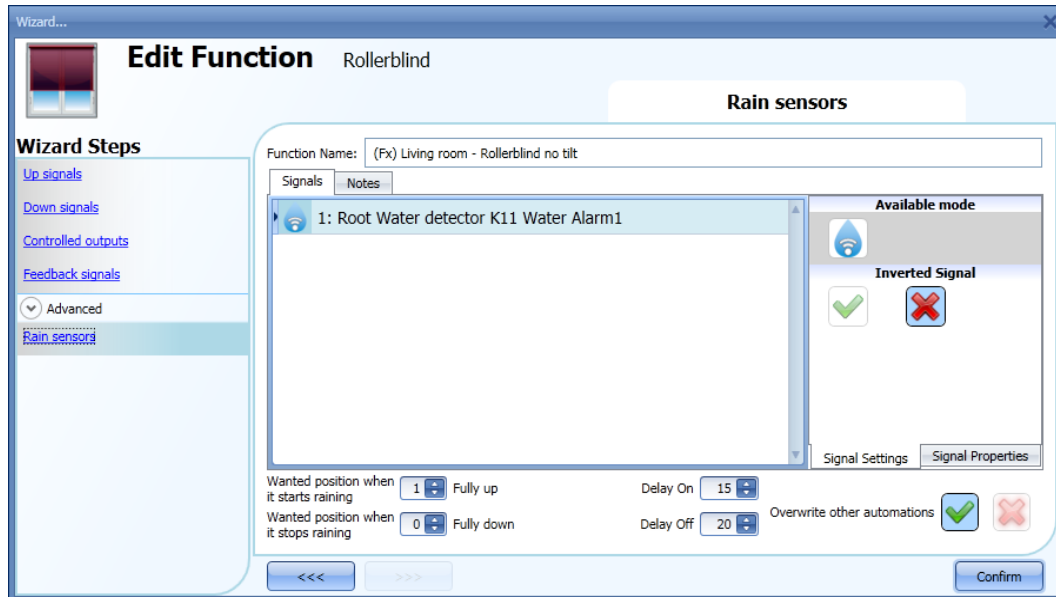 Wizard...
Edit Function Rollerblind
Rain sensors
Wizard Steps
Up signals
Down signals
Controlled outputs
Feedback signals
Advanced
Rain sensors
Function Name: (Fx) Living room - Rollerblind no tilt
Signals Notes
1: Root Water detector K11 Water Alarm1
Available mode
Inverted Signal
Signal Settings Signal Properties
Wanted position when
it starts raining
1 Fully up
Delay On 15
Wanted position when
it stops raining
0 Fully down
Delay Off 20
Overwrite other automations
<<< >>> Confirm